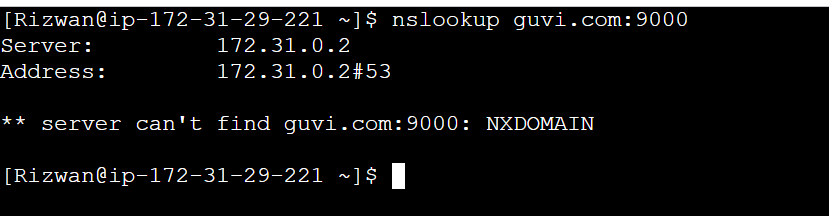 [Rizwan@ip-172-31-29-221 ~]$ nslookup guvi.com:9000
Server:         172.31.0.2
Address:        172.31.0.2#53
** server can't find guvi.com:9000: NXDOMAIN
[Rizwan@ip-172-31-29-221 ~]$